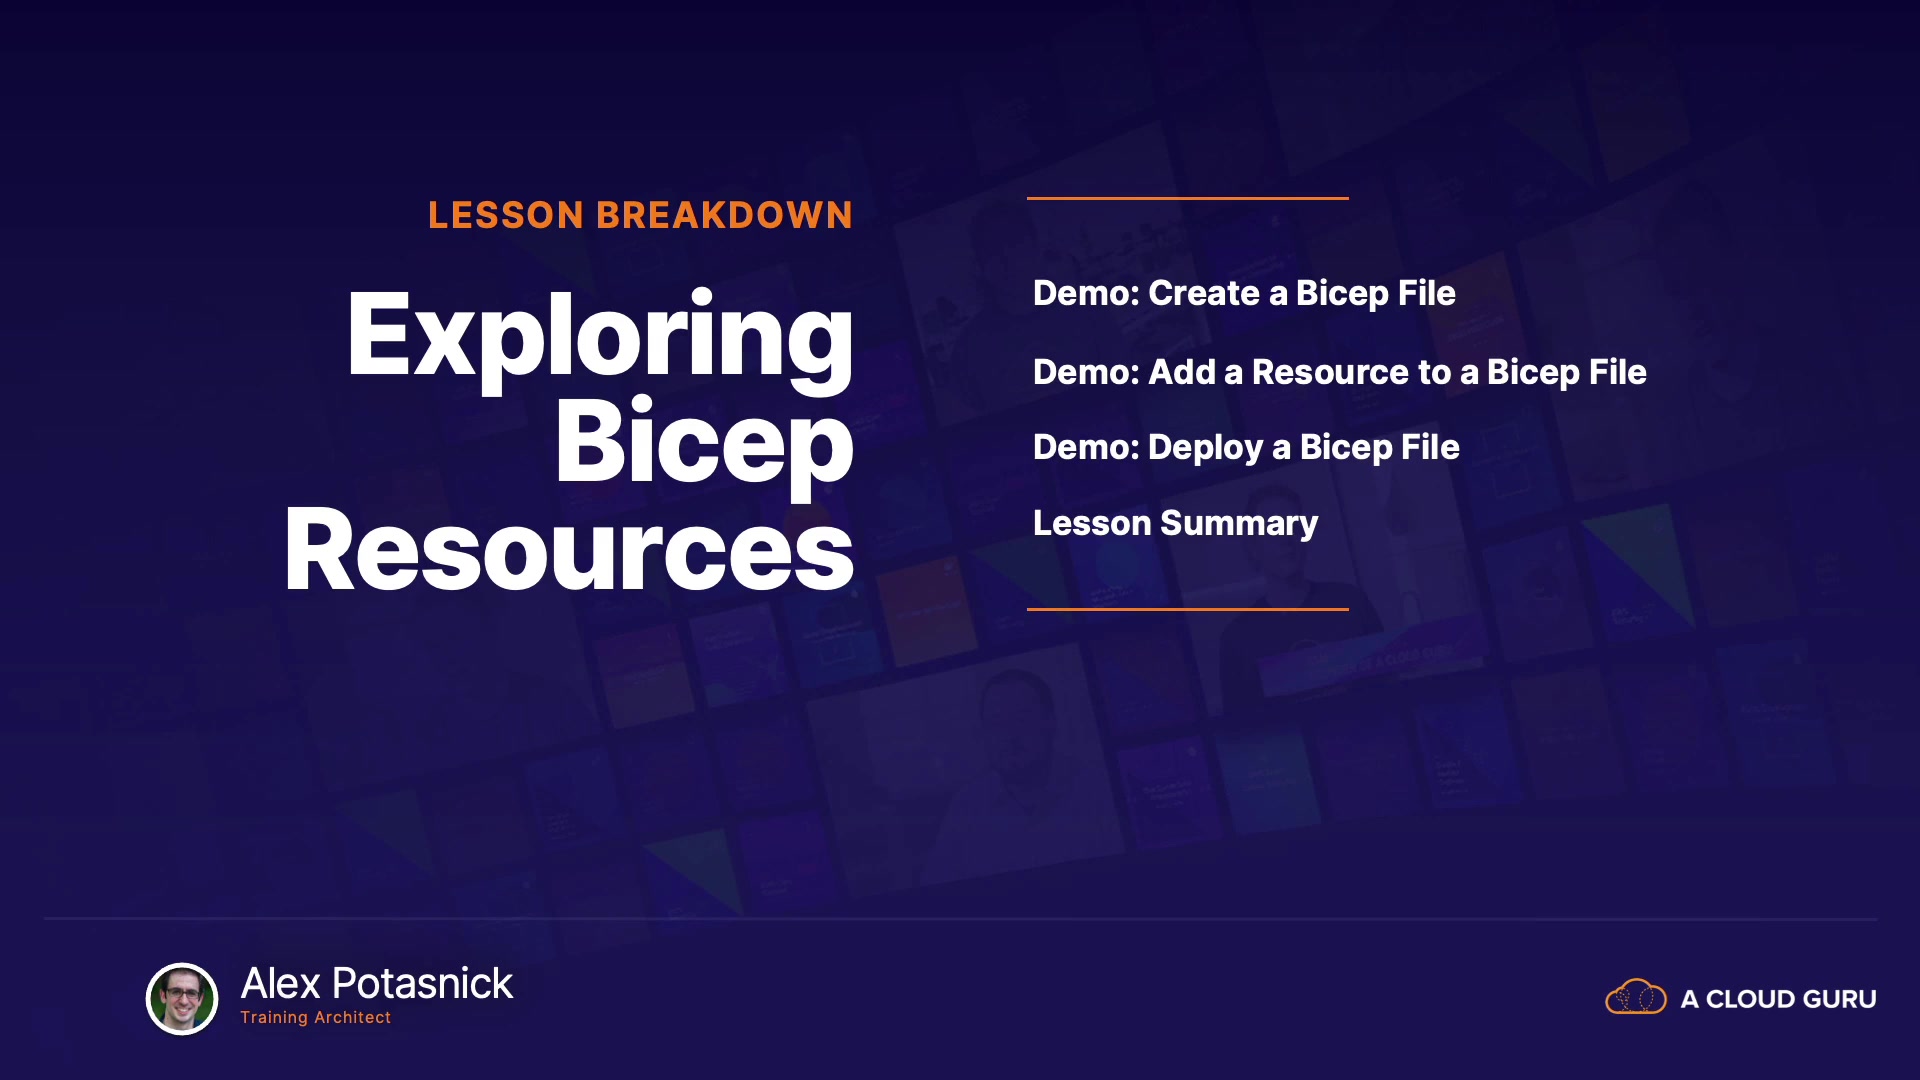 LESSON BREAKDOWN
Exploring
Bicep
Resources
Demo: Create a Bicep File
Demo: Add a Resource to a Bicep File
Demo: Deploy a Bicep File
Lesson Summary
Alex Potasnick
Training Architect
A CLOUD GURU